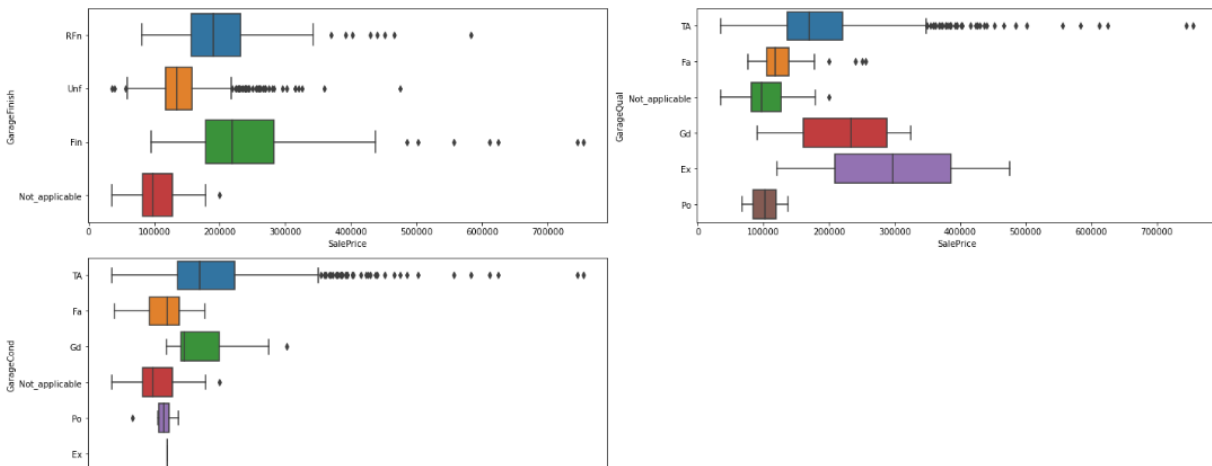 RFn
Unf
Fin
Not_applicable
GarageFinish
0 100000 200000 300000 400000 500000 600000 700000
SalePrice
TA
Fa
Not_applicable
Gd
Ex
Po
GarageQual
0 100000 200000 300000 400000 500000 600000 700000
SalePrice
TA
Fa
Gd
Not_applicable
Po
Ex
GarageCond